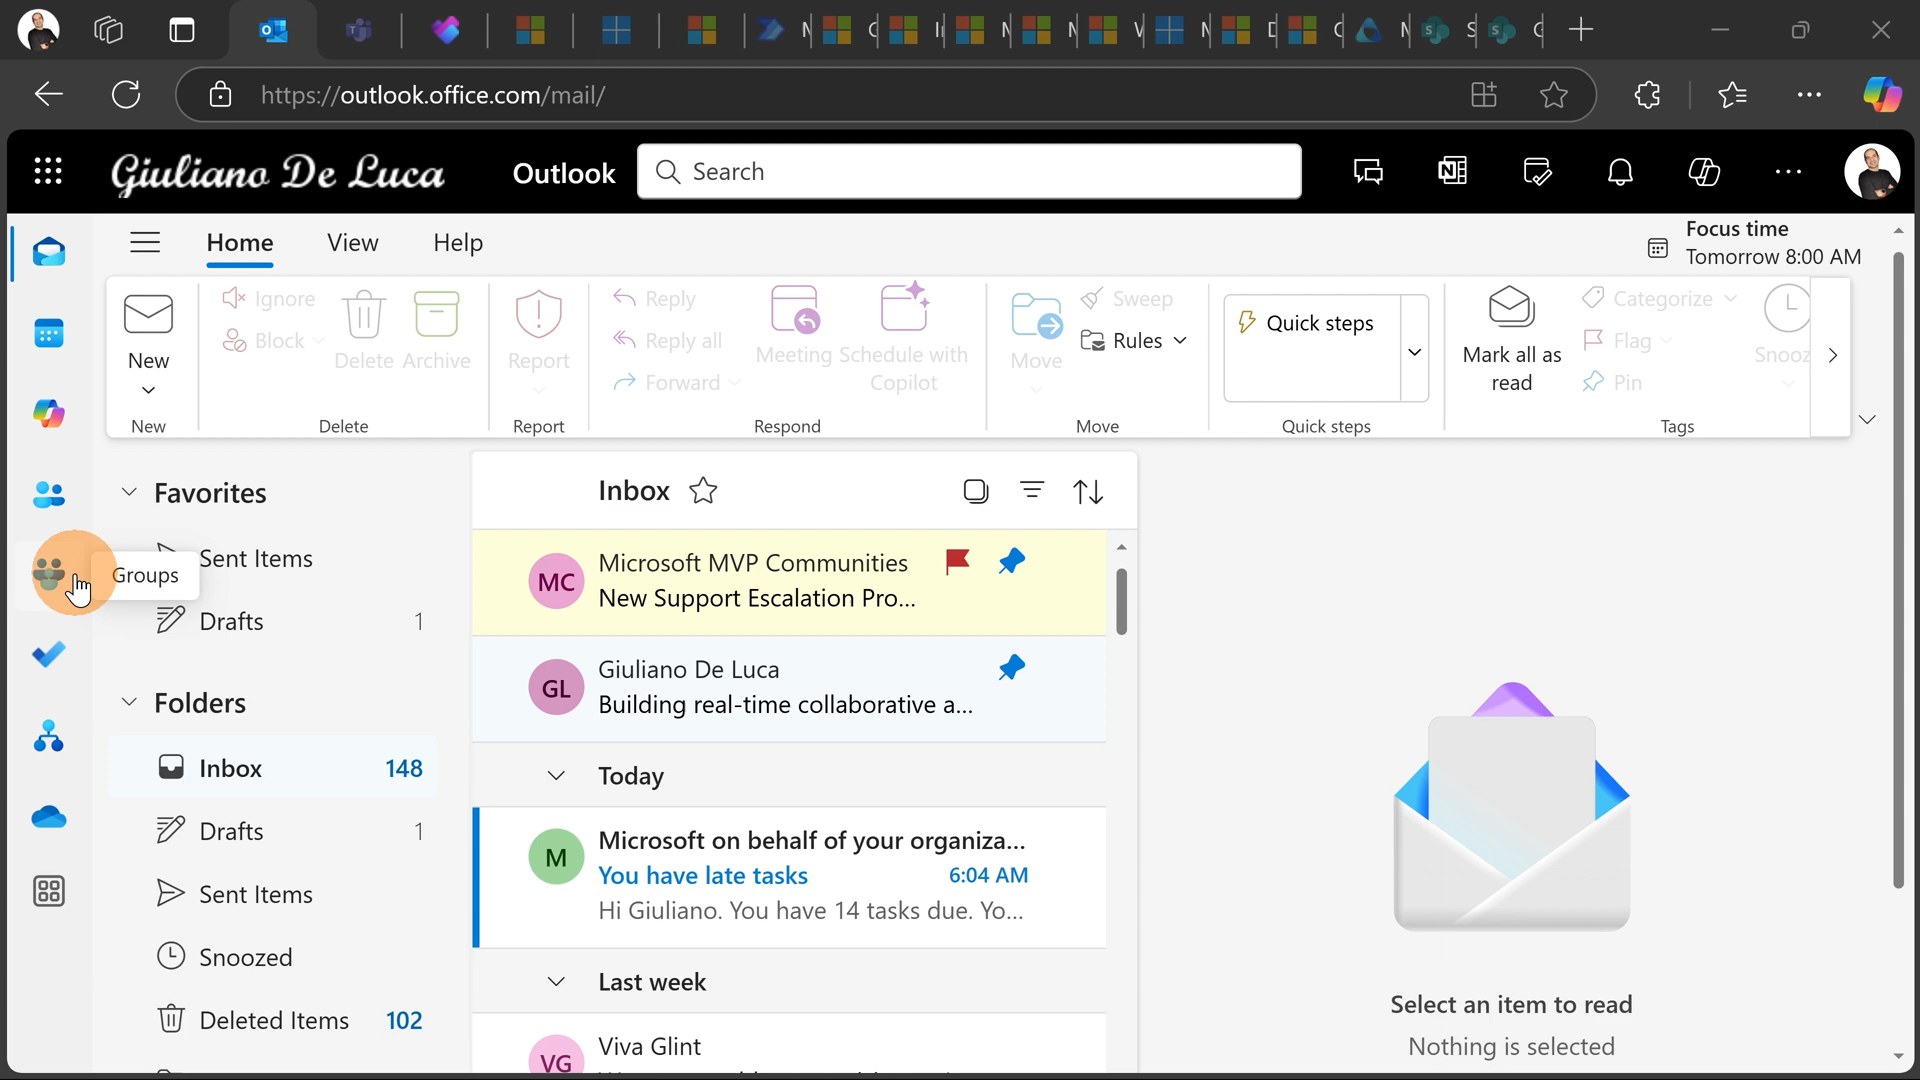 https://outlook.office.com/mail/
Giuliano De Luca
Outlook
Search
Home
View
Help
Focus time
Tomorrow 8:00 AM
New
New
Ignore
Block
Delete
Archive
Delete
Report
Report
Reply
Reply all
Forward
Meeting
Schedule with
Copilot
Respond
Move
Sweep
Rules
Move
Quick steps
Quick steps
Mark all as
read
Categorize
Flag
Pin
Snooz
Tags
Groups
Favorites
Sent Items
Drafts 1
Folders
Inbox 148
Drafts 1
Sent Items
Snoozed
Deleted Items 102
Inbox
MC
Microsoft MVP Communities
New Support Escalation Pro...
GL
Giuliano De Luca
Building real-time collaborative a...
Today
M
Microsoft on behalf of your organiza...
You have late tasks 6:04 AM
Hi Giuliano. You have 14 tasks due. Yo...
Last week
VG
Viva Glint
Select an item to read
Nothing is selected